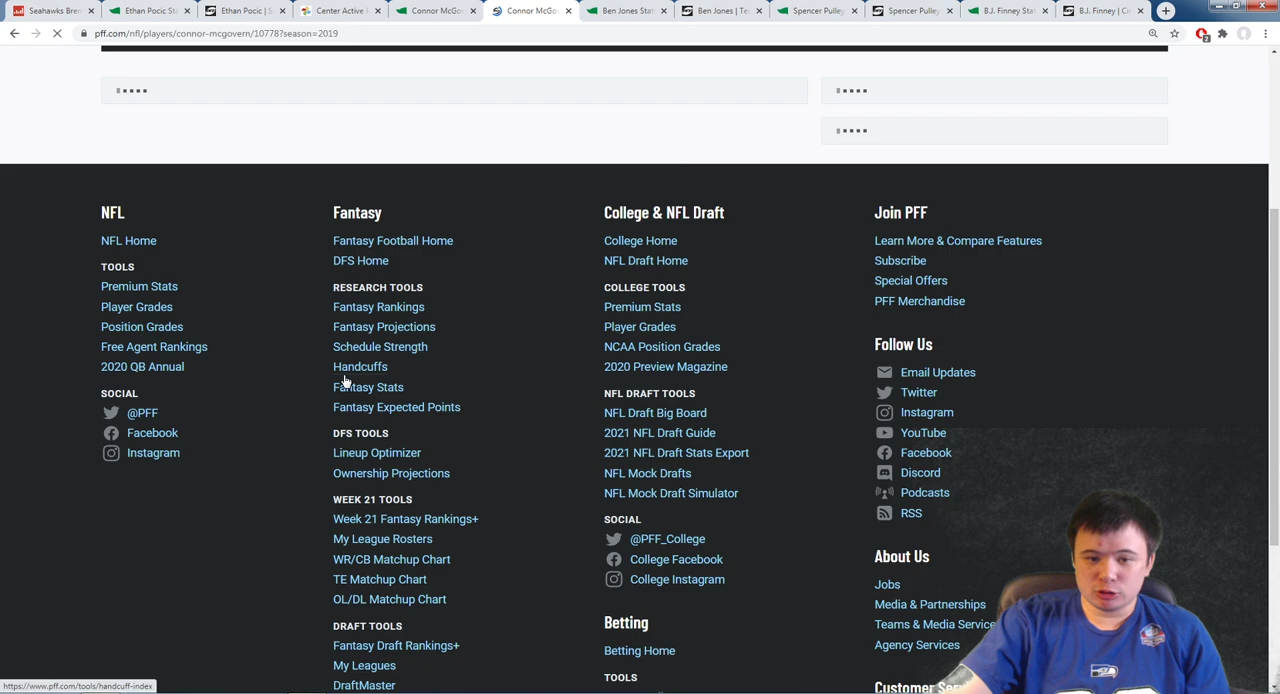 Seahawks Bren
Ethan Pocic Sta
Ethan Pocic | S
Center Active
Connor McGov
Connor McGov
Ben Jones Stat
Ben Jones | Te
Spencer Pulley
Spencer Pulley
B.J. Finney Sta
B.J. Finney | Ci
pff.com/nfl/players/connor-mcgovern/10778?season=2019
NFL
NFL Home
TOOLS
Premium Stats
Player Grades
Position Grades
Free Agent Rankings
2020 QB Annual
SOCIAL
@PFF
Facebook
Instagram
Fantasy
Fantasy Football Home
DFS Home
RESEARCH TOOLS
Fantasy Rankings
Fantasy Projections
Schedule Strength
Handcuffs
Fantasy Stats
Fantasy Expected Points
DFS TOOLS
Lineup Optimizer
Ownership Projections
WEEK 21 TOOLS
Week 21 Fantasy Rankings+
My League Rosters
WR/CB Matchup Chart
TE Matchup Chart
OL/DL Matchup Chart
DRAFT TOOLS
Fantasy Draft Rankings+
My Leagues
DraftMaster
College & NFL Draft
College Home
NFL Draft Home
COLLEGE TOOLS
Premium Stats
Player Grades
NCAA Position Grades
2020 Preview Magazine
NFL DRAFT TOOLS
NFL Draft Big Board
2021 NFL Draft Guide
2021 NFL Draft Stats Export
NFL Mock Drafts
NFL Mock Draft Simulator
SOCIAL
@PFF_College
College Facebook
College Instagram
Betting
Betting Home
TOOLS
Join PFF
Learn More & Compare Features
Subscribe
Special Offers
PFF Merchandise
Follow Us
Email Updates
Twitter
Instagram
YouTube
Facebook
Discord
Podcasts
RSS
About Us
Jobs
Media & Partnerships
Teams & Media Service
Agency Services
Customer Serv
https://www.pff.com/tools/handcuff-index